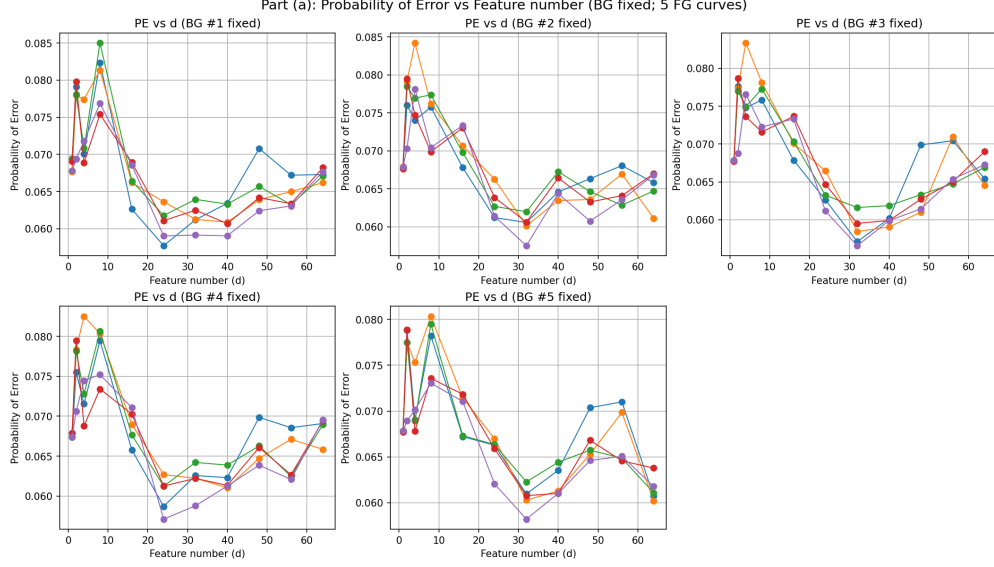 Part (a): Probability of Error vs Feature number (BG fixed; 5 FG curves)
PE vs d (BG #1 fixed)
0.085
0.080
0.075
0.070
0.065
0.060
Probability of Error
0 10 20 30 40 50 60
Feature number (d)
PE vs d (BG #2 fixed)
0.085
0.080
0.075
0.070
0.065
0.060
Probability of Error
0 10 20 30 40 50 60
Feature number (d)
PE vs d (BG #3 fixed)
0.080
0.075
0.070
0.065
0.060
Probability of Error
0 10 20 30 40 50 60
Feature number (d)
PE vs d (BG #4 fixed)
0.080
0.075
0.070
0.065
0.060
Probability of Error
0 10 20 30 40 50 60
Feature number (d)
PE vs d (BG #5 fixed)
0.080
0.075
0.070
0.065
0.060
Probability of Error
0 10 20 30 40 50 60
Feature number (d)